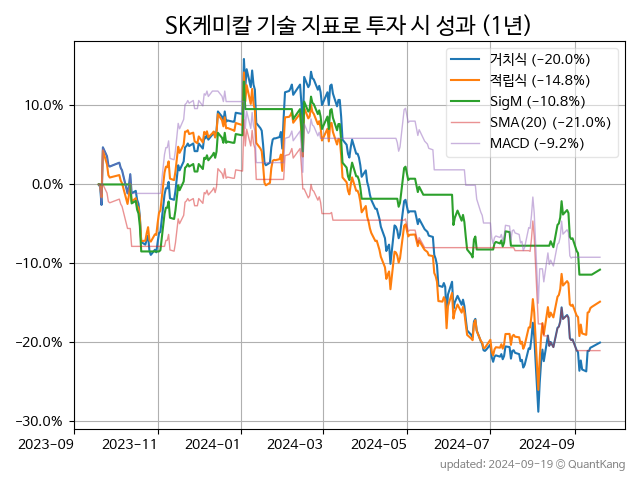 SK케미칼 기술 지표로 투자 시 성과 (1년)
거치식 (−20.0%)
적립식 (−14.8%)
SigM (−10.8%)
SMA(20) (−21.0%)
MACD (−9.2%)
10.0%
0.0%
−10.0%
−20.0%
−30.0%
2023-09 2023-11 2024-01 2024-03 2024-05 2024-07 2024-09
updated: 2024-09-19 © QuantKang